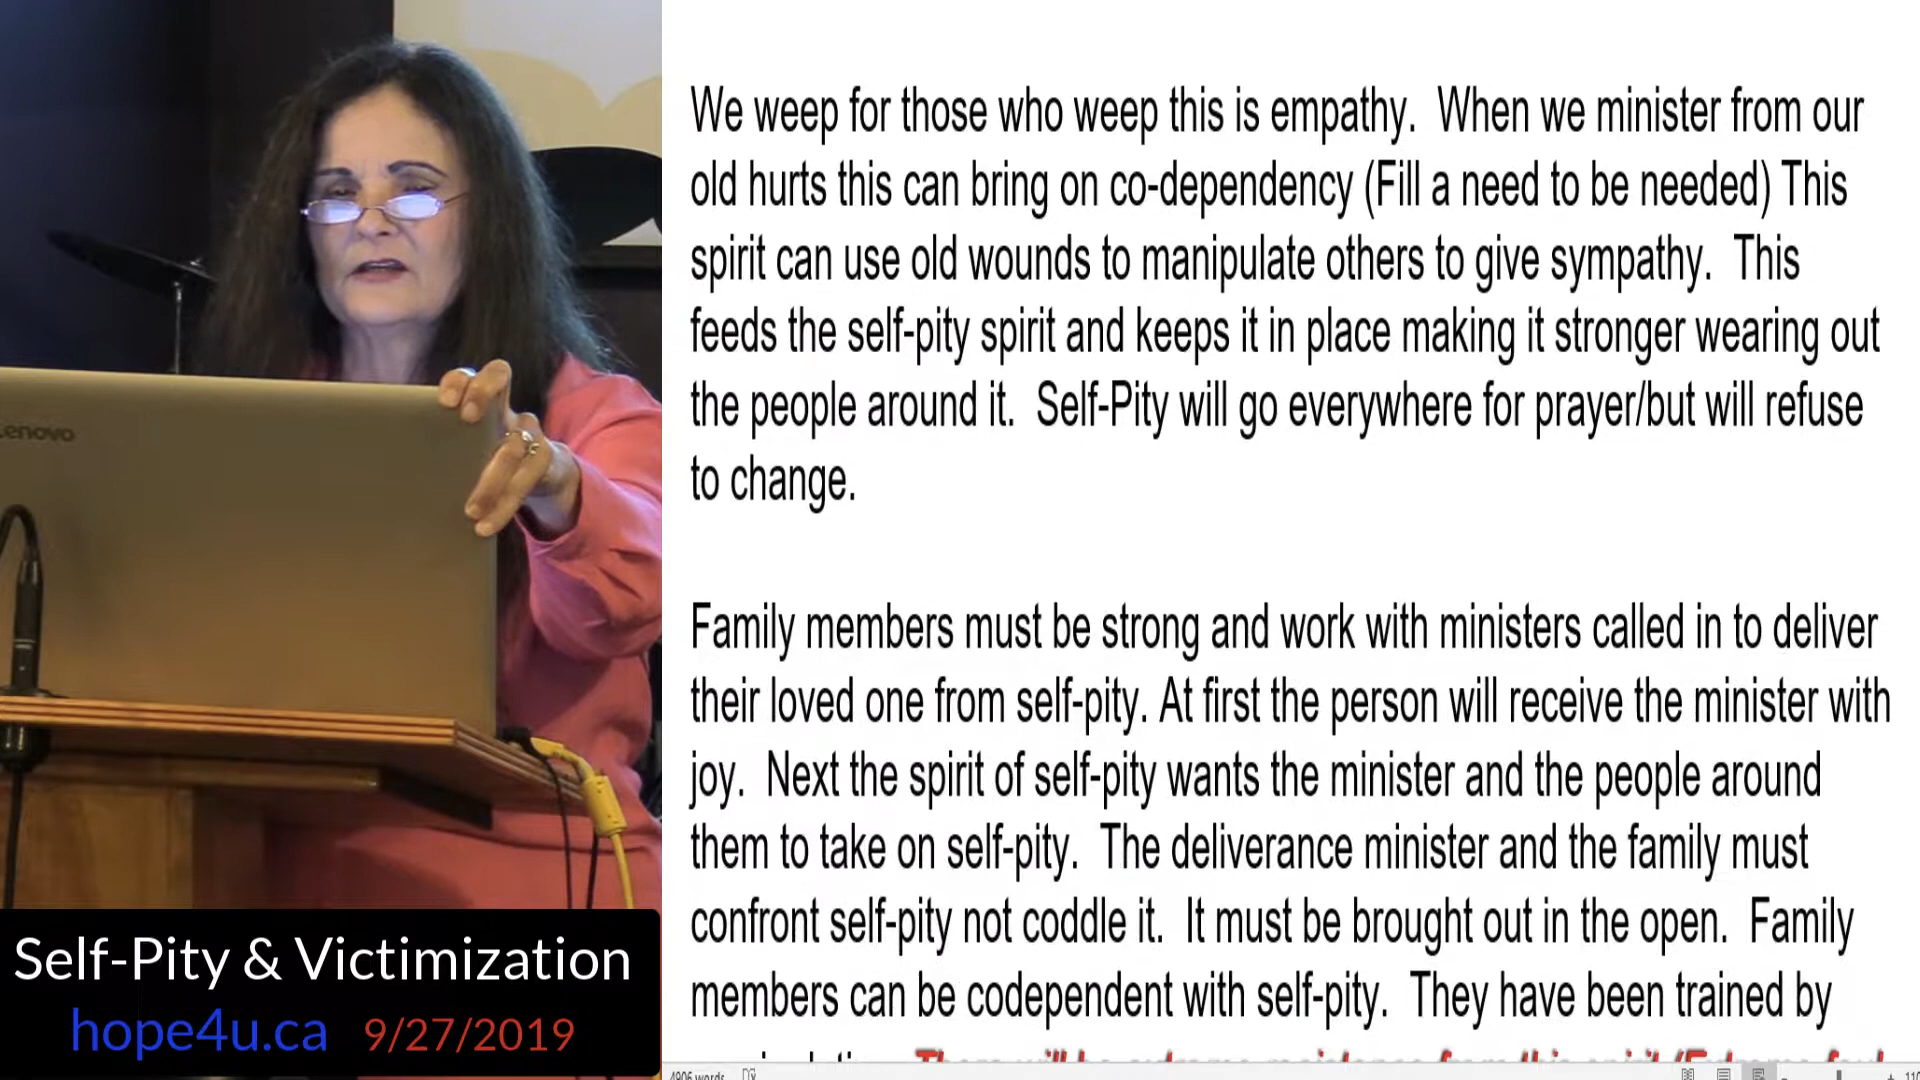 We weep for those who weep this is empathy. When we minister from our
old hurts this can bring on co-dependency (Fill a need to be needed) This
spirit can use old wounds to manipulate others to give sympathy. This
feeds the self-pity spirit and keeps it in place making it stronger wearing out
the people around it. Self-Pity will go everywhere for prayer/but will refuse
to change.
Family members must be strong and work with ministers called in to deliver
their loved one from self-pity. At first the person will receive the minister with
joy. Next the spirit of self-pity wants the minister and the people around
them to take on self-pity. The deliverance minister and the family must
confront self-pity not coddle it. It must be brought out in the open. Family
members can be codependent with self-pity. They have been trained by
4906 words
lenovo
Self-Pity & Victimization
hope4u.ca 9/27/2019